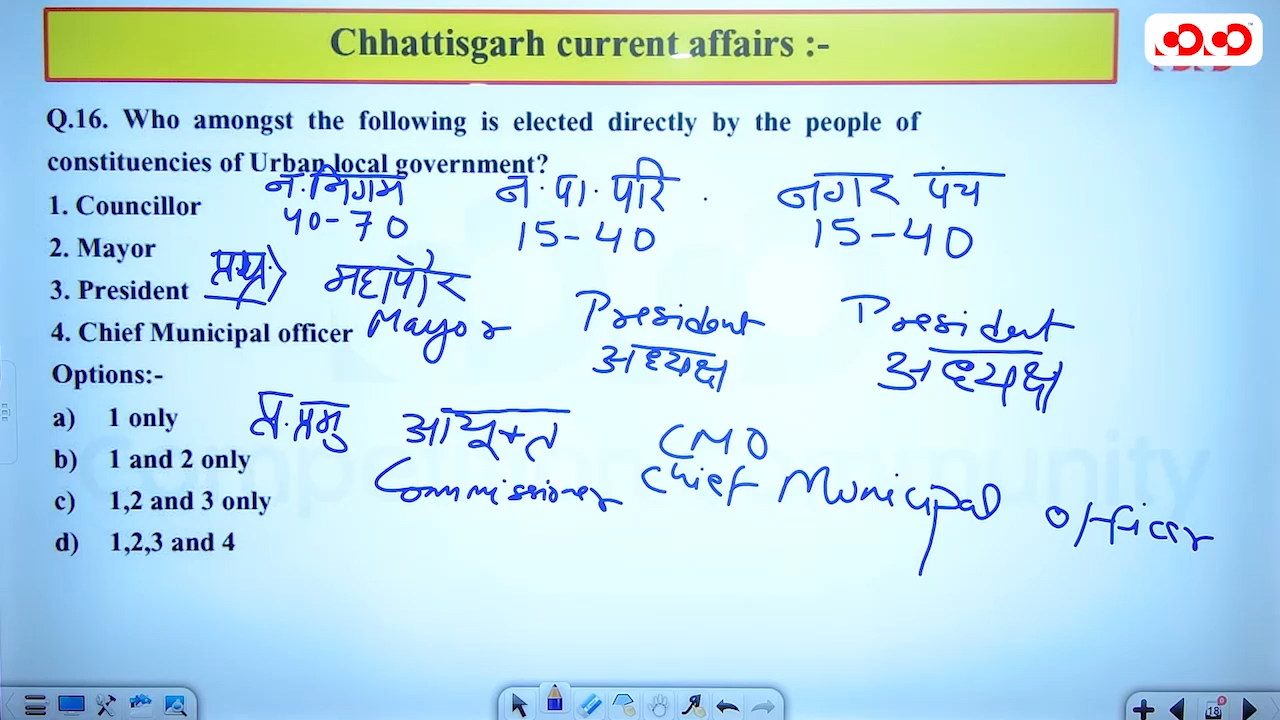 Chhattisgarh current affairs :-
Q.16. Who amongst the following is elected directly by the people of
constituencies of Urban local government?
न. निगम न. पा. परि. नगर पंच
1. Councillor 40-70 15-40 15-40
2. Mayor
3. President महापौर
4. Chief Municipal officer Mayor President President
अध्यक्ष अध्यक्ष
Options:-
a) 1 only आयुक्त CMO
b) 1 and 2 only
c) 1,2 and 3 only Commissioner Chief Municipal officer
d) 1,2,3 and 4
18